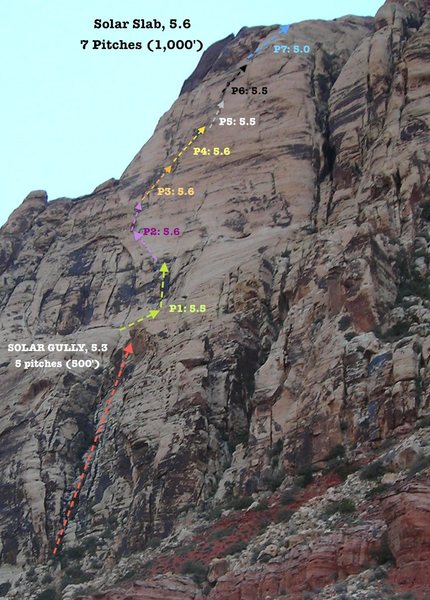 Solar Slab, 5.6
7 Pitches (1,000')
P7: 5.0
P6: 5.5
P5: 5.5
P4: 5.6
P3: 5.6
P2: 5.6
P1: 5.5
SOLAR GULLY, 5.3
5 pitches (500')